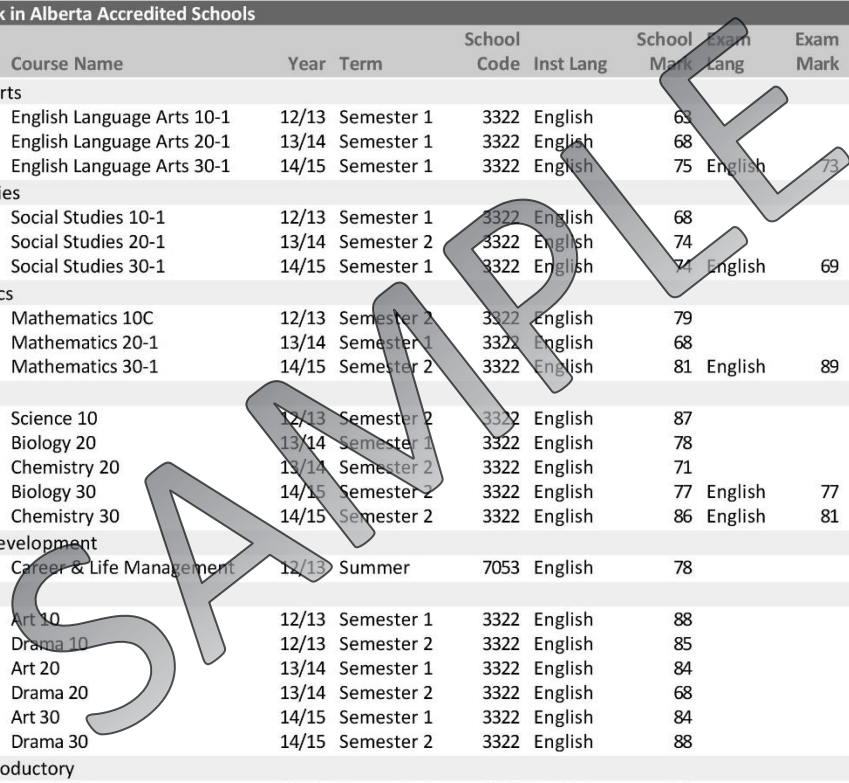 k in Alberta Accredited Schools
School School Exam Exam
Course Name Year Term Code Inst Lang Mark Lang Mark
rts
English Language Arts 10-1 12/13 Semester 1 3322 English 63
English Language Arts 20-1 13/14 Semester 1 3322 English 68
English Language Arts 30-1 14/15 Semester 1 3322 English 75 English 73
ies
Social Studies 10-1 12/13 Semester 1 3322 English 68
Social Studies 20-1 13/14 Semester 2 3322 English 74
Social Studies 30-1 14/15 Semester 1 3322 English 74 English 69
cs
Mathematics 10C 12/13 Semester 2 3322 English 79
Mathematics 20-1 13/14 Semester 1 3322 English 68
Mathematics 30-1 14/15 Semester 2 3322 English 81 English 89
Science 10 12/13 Semester 2 3322 English 87
Biology 20 13/14 Semester 1 3322 English 78
Chemistry 20 13/14 Semester 2 3322 English 71
Biology 30 14/15 Semester 2 3322 English 77 English 77
Chemistry 30 14/15 Semester 2 3322 English 86 English 81
evelopment
Career & Life Management 12/13 Summer 7053 English 78
Art 10 12/13 Semester 1 3322 English 88
Drama 10 12/13 Semester 2 3322 English 85
Art 20 13/14 Semester 1 3322 English 84
Drama 20 13/14 Semester 2 3322 English 68
Art 30 14/15 Semester 1 3322 English 84
Drama 30 14/15 Semester 2 3322 English 88
oductory
SAMPLE